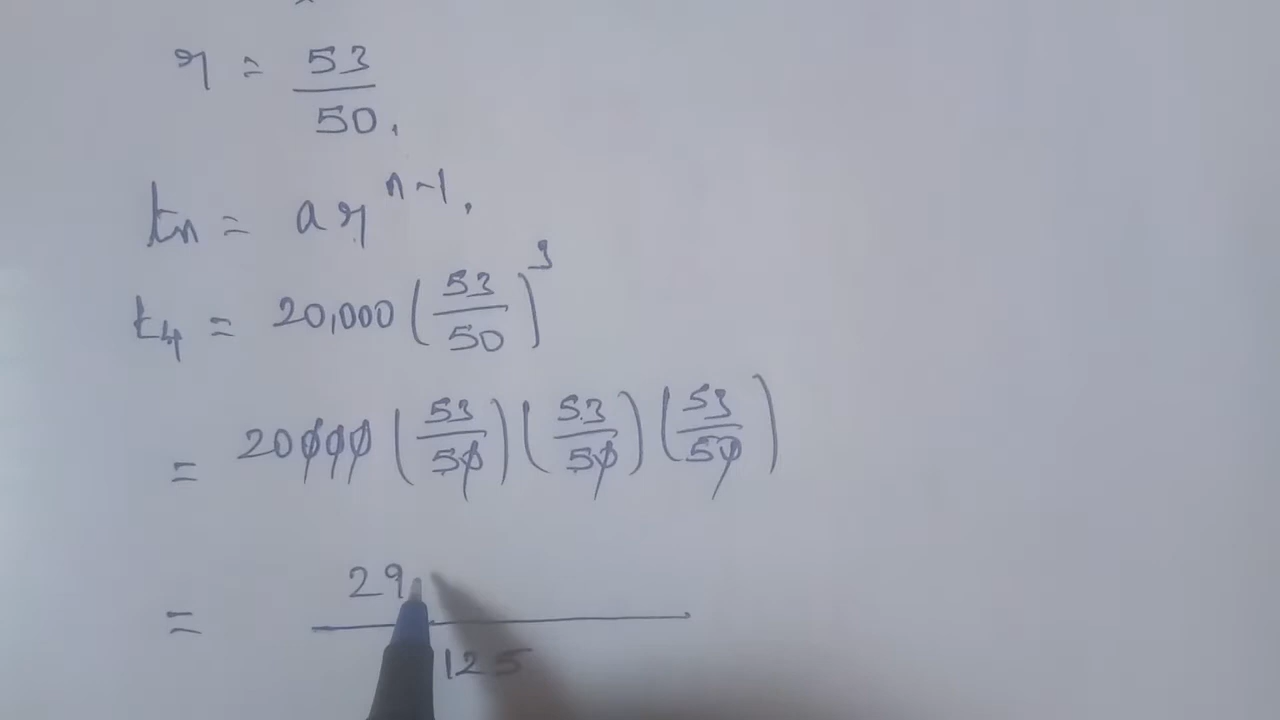 r = 53/50.
tn = ar^n-1.
t4 = 20,000 (53/50)^3
= 20000 (53/50) (53/50) (53/50)
= 29/125